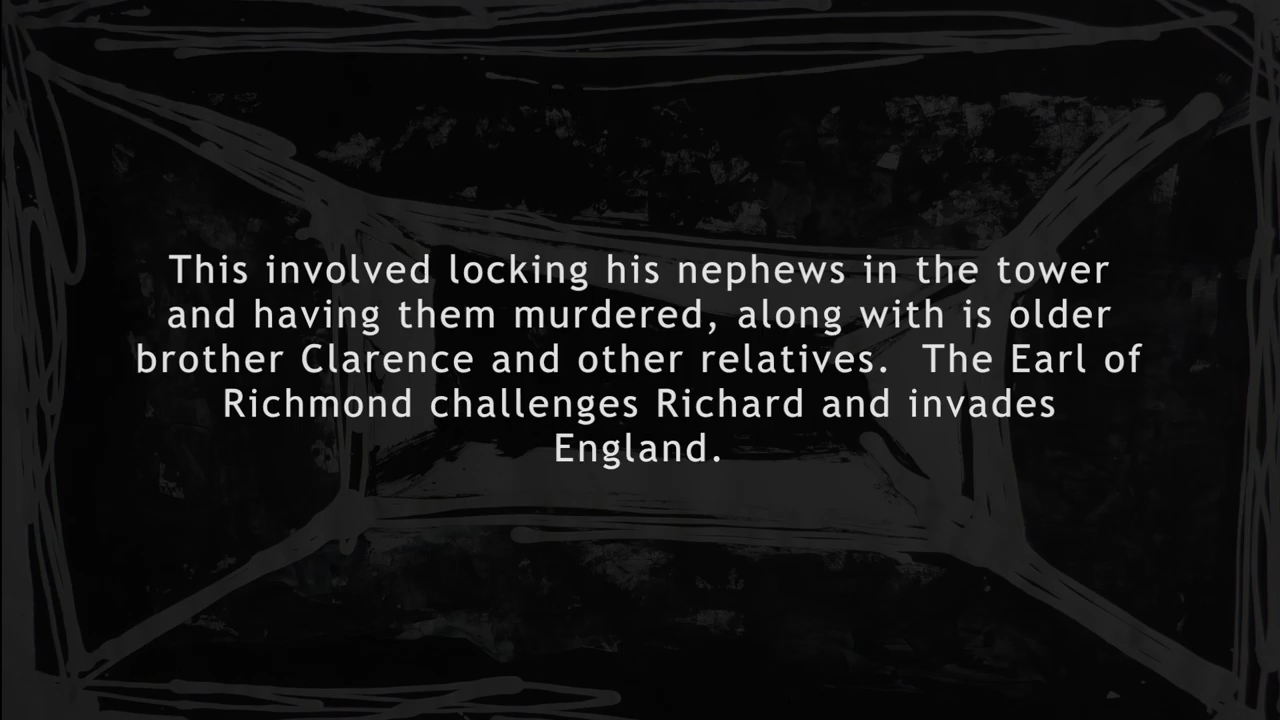 This involved locking his nephews in the tower
and having them murdered, along with is older
brother Clarence and other relatives.  The Earl of
Richmond challenges Richard and invades
England.